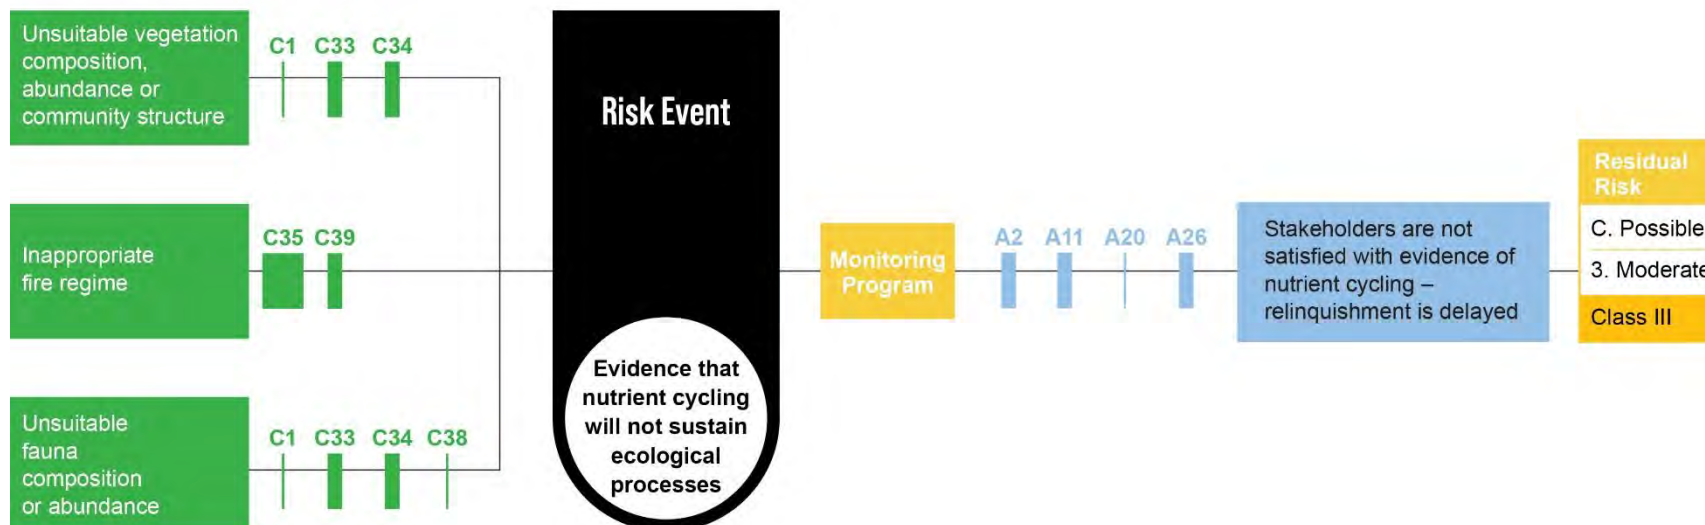 Unsuitable vegetation
composition,
abundance or
community structure
C1 C33 C34
Inappropriate
fire regime
C35 C39
Unsuitable
fauna
composition
or abundance
C1 C33 C34 C38
Risk Event
Evidence that
nutrient cycling
will not sustain
ecological
processes
Monitoring
Program
A2 A11 A20 A26
Stakeholders are not
satisfied with evidence of
nutrient cycling –
relinquishment is delayed
Residual
Risk
C. Possible
3. Moderate
Class III